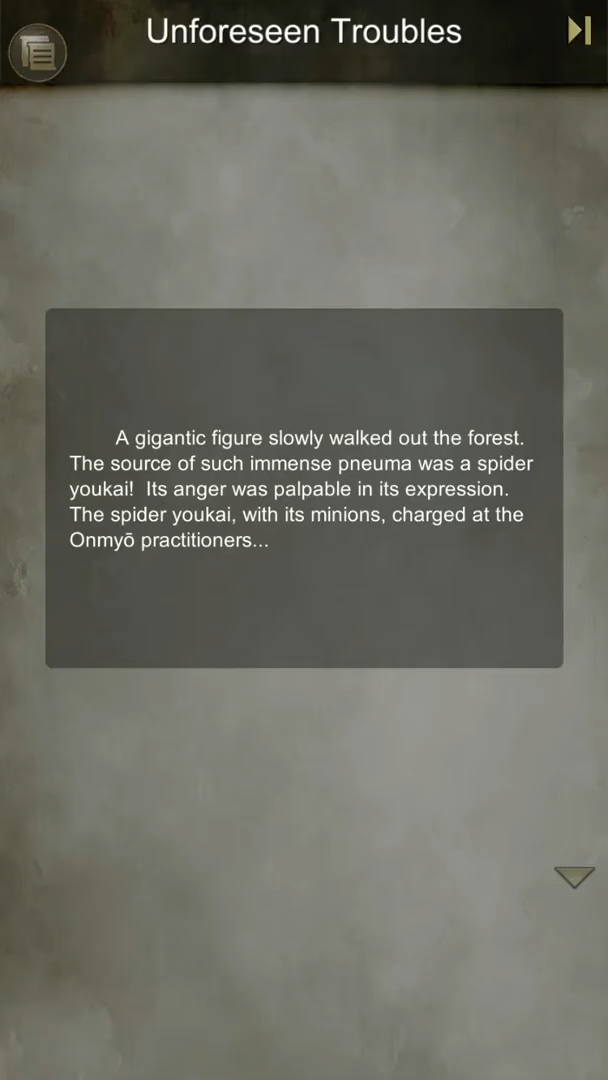 Unforeseen Troubles
A gigantic figure slowly walked out the forest.
The source of such immense pneuma was a spider
youkai!  Its anger was palpable in its expression.
The spider youkai, with its minions, charged at the
Onmyō practitioners...